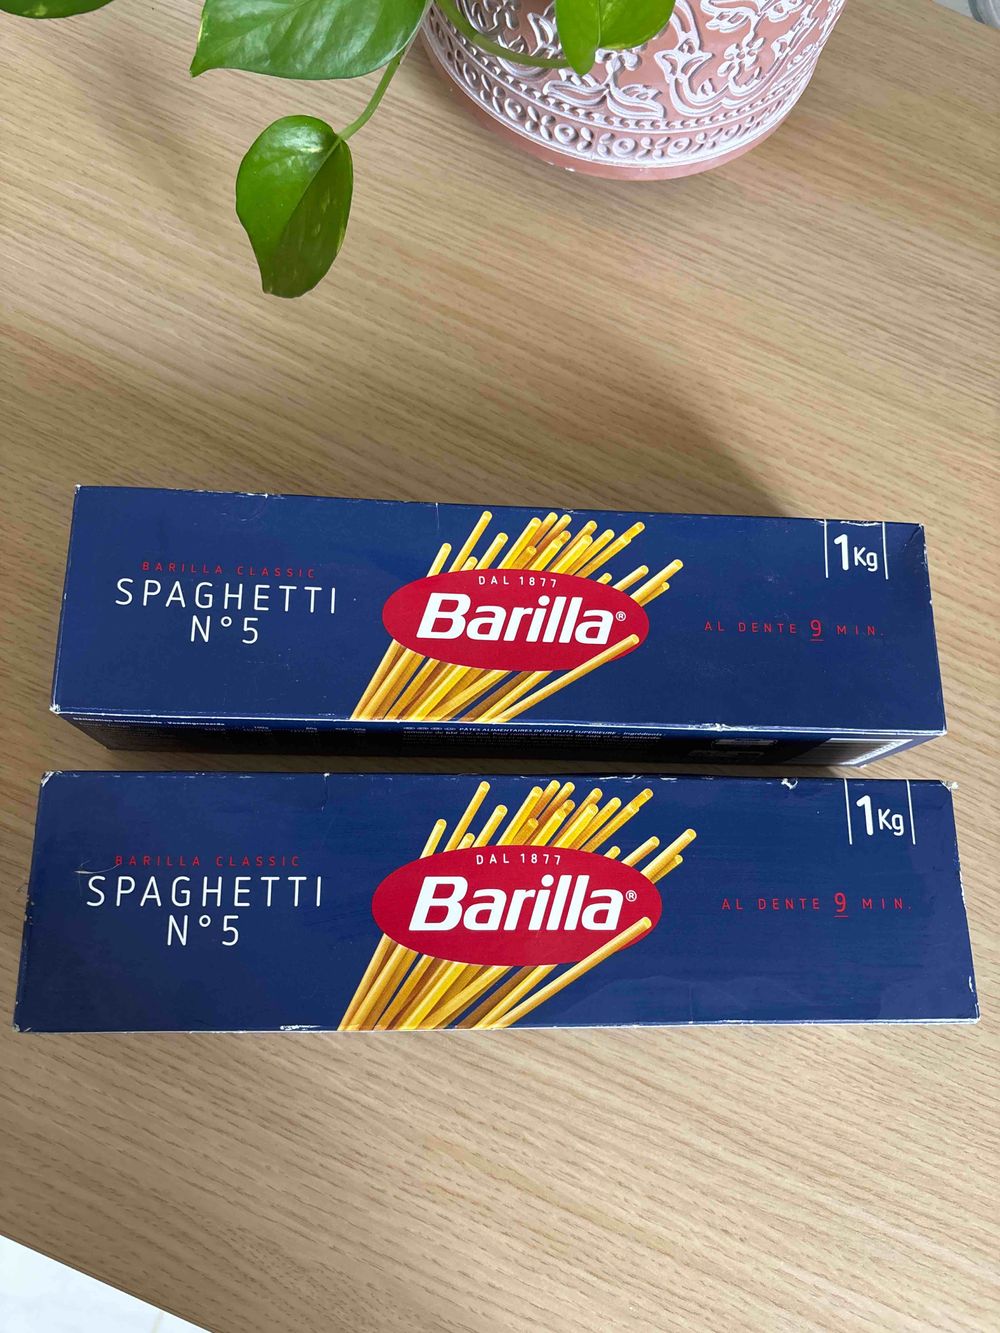 BARILLA CLASSIC
SPAGHETTI
N°5
DAL 1877
Barilla®
AL DENTE 9 MIN.
1Kg
PÂTES ALIMENTAIRES DE QUALITÉ SUPÉRIEURE - Ingrédients:
BARILLA CLASSIC
SPAGHETTI
N°5
DAL 1877
Barilla®
AL DENTE 9 MIN.
1Kg